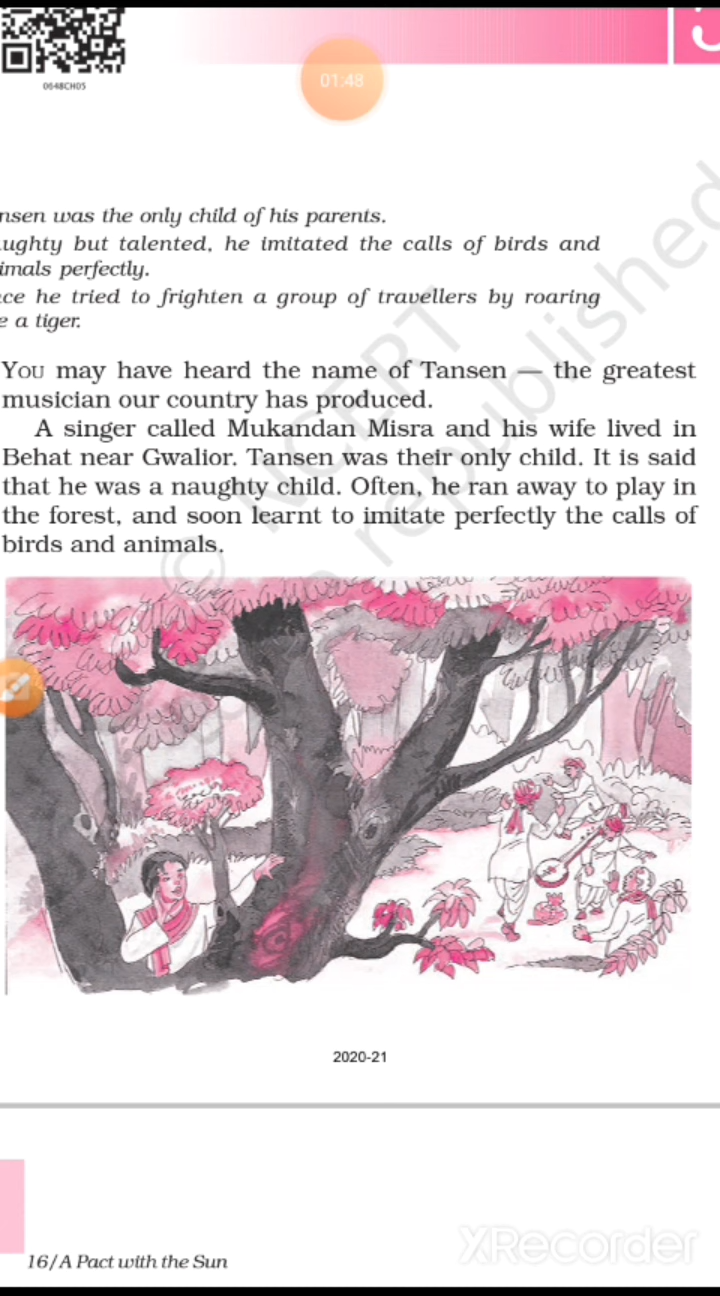 0648CH05
01:48
nsen was the only child of his parents.
ughty but talented, he imitated the calls of birds and
imals perfectly.
ce he tried to frighten a group of travellers by roaring
e a tiger.
YOU may have heard the name of Tansen — the greatest
musician our country has produced.
A singer called Mukandan Misra and his wife lived in
Behat near Gwalior. Tansen was their only child. It is said
that he was a naughty child. Often, he ran away to play in
the forest, and soon learnt to imitate perfectly the calls of
birds and animals.
© NCERT
republished
2020-21
16/A Pact with the Sun
XRecorder